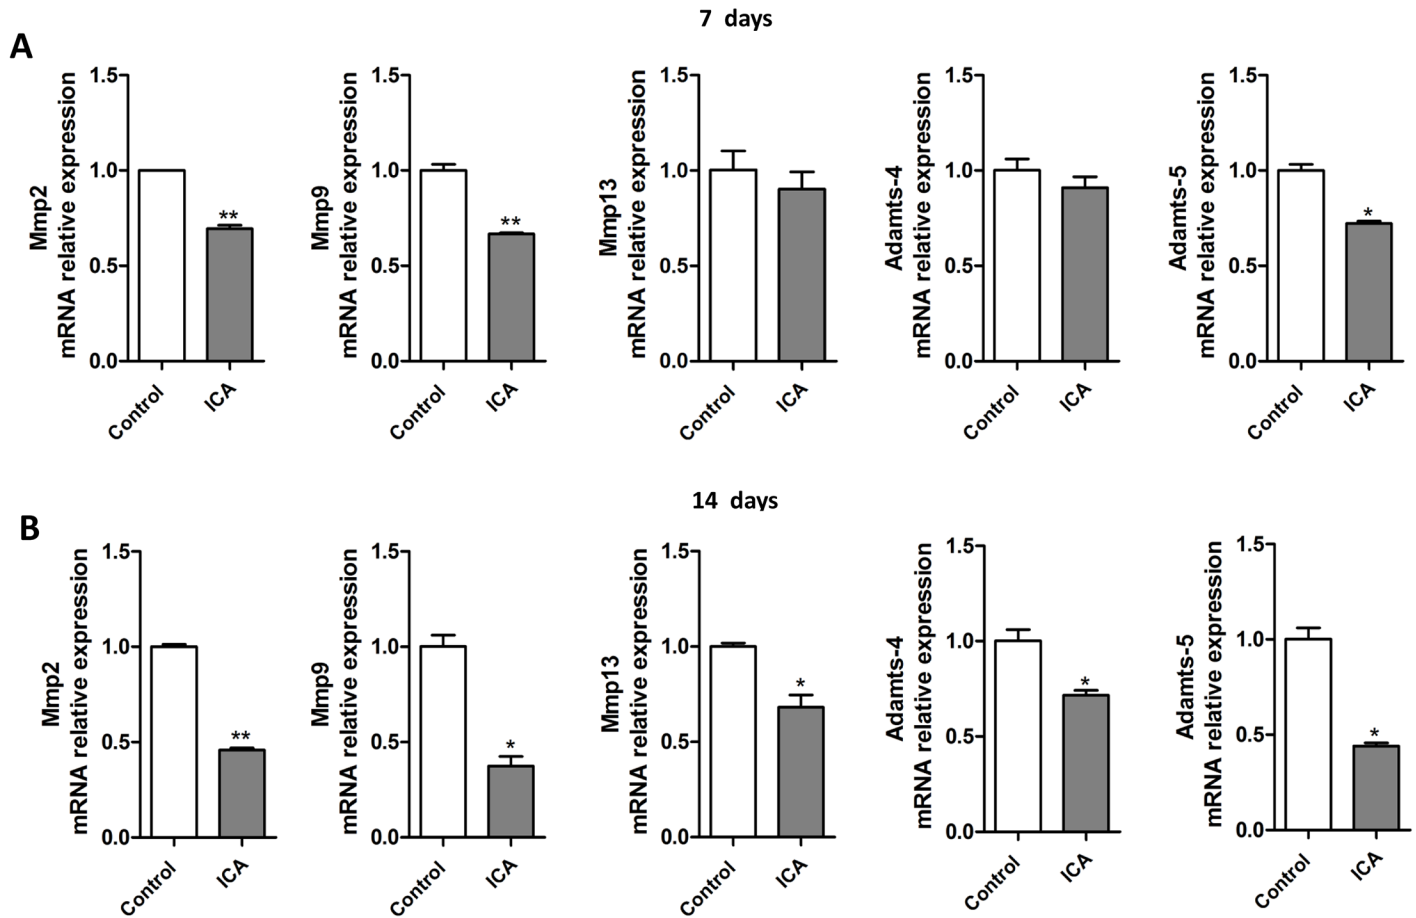 7 days
A
Mmp2
mRNA relative expression
1.5
1.0
0.5
0.0
**
Control
ICA
Mmp9
mRNA relative expression
1.5
1.0
0.5
0.0
**
Control
ICA
Mmp13
mRNA relative expression
1.5
1.0
0.5
0.0
Control
ICA
Adamts-4
mRNA relative expression
1.5
1.0
0.5
0.0
Control
ICA
Adamts-5
mRNA relative expression
1.5
1.0
0.5
0.0
*
Control
ICA
14 days
B
Mmp2
mRNA relative expression
1.5
1.0
0.5
0.0
**
Control
ICA
Mmp9
mRNA relative expression
1.5
1.0
0.5
0.0
*
Control
ICA
Mmp13
mRNA relative expression
1.5
1.0
0.5
0.0
*
Control
ICA
Adamts-4
mRNA relative expression
1.5
1.0
0.5
0.0
*
Control
ICA
Adamts-5
mRNA relative expression
1.5
1.0
0.5
0.0
*
Control
ICA